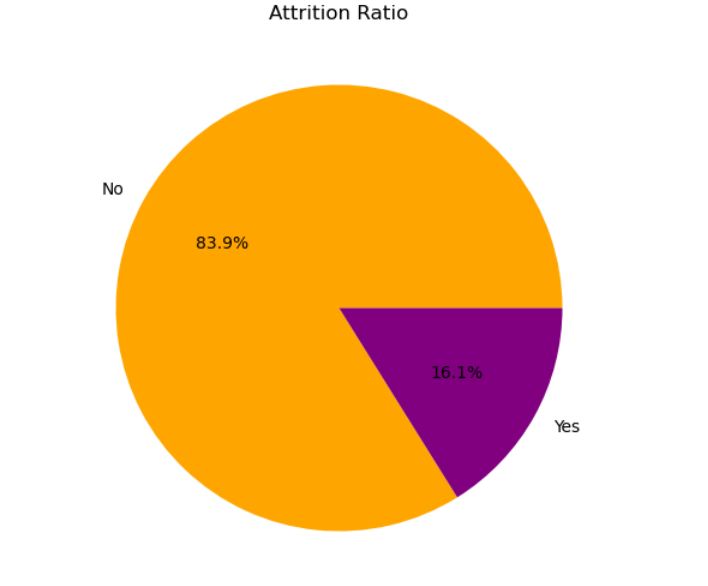 Attrition Ratio
No
83.9%
16.1%
Yes